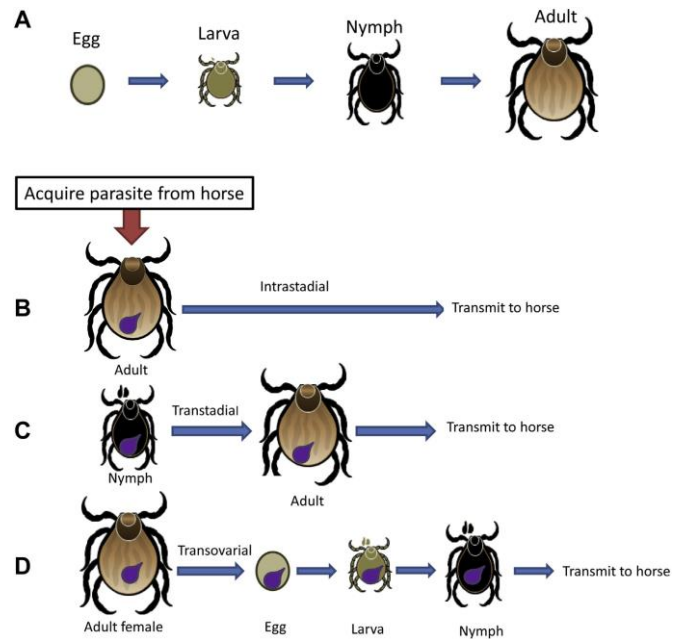 A
Egg
Larva
Nymph
Adult
Acquire parasite from horse
B
Intrastadial
Transmit to horse
Adult
C
Transtadial
Transmit to horse
Nymph
Adult
D
Transovarial
Transmit to horse
Adult female
Egg
Larva
Nymph